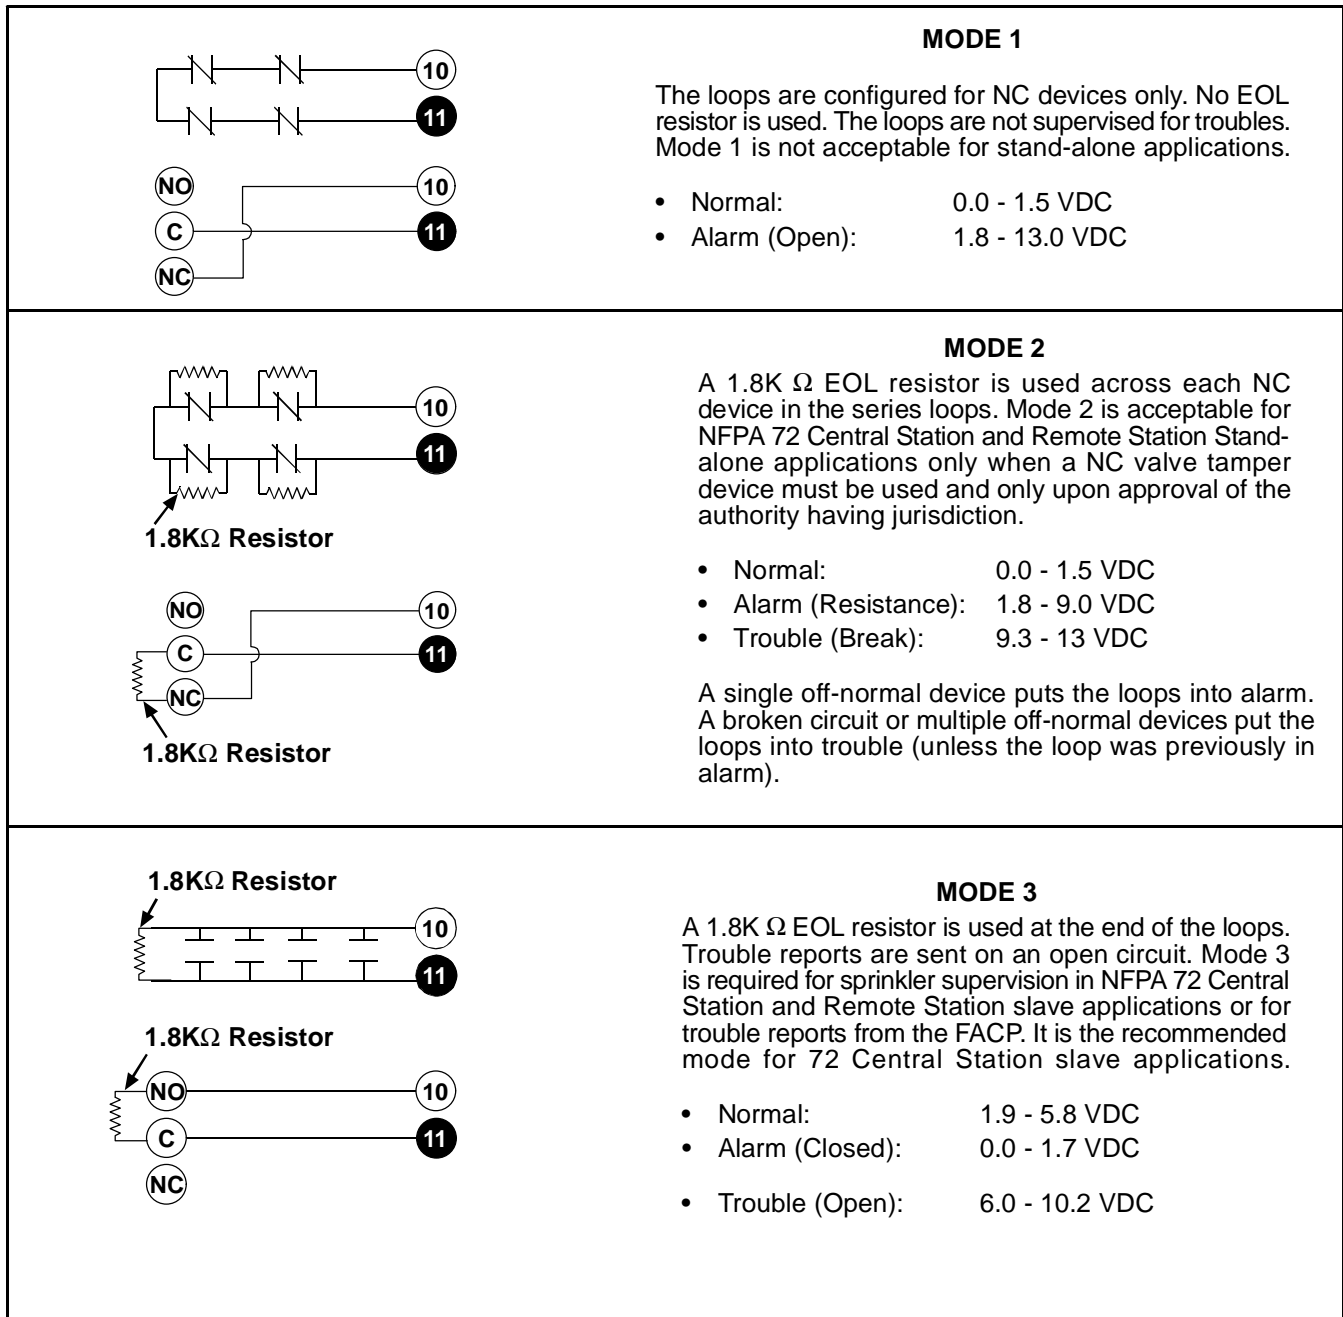 MODE 1
10
11
NO
C
NC
10
11
The loops are configured for NC devices only. No EOL
resistor is used. The loops are not supervised for troubles.
Mode 1 is not acceptable for stand-alone applications.
• Normal: 0.0 - 1.5 VDC
• Alarm (Open): 1.8 - 13.0 VDC
MODE 2
10
11
1.8KΩ Resistor
NO
C
NC
10
11
1.8KΩ Resistor
A 1.8K Ω EOL resistor is used across each NC
device in the series loops. Mode 2 is acceptable for
NFPA 72 Central Station and Remote Station Stand-
alone applications only when a NC valve tamper
device must be used and only upon approval of the
authority having jurisdiction.
• Normal: 0.0 - 1.5 VDC
• Alarm (Resistance): 1.8 - 9.0 VDC
• Trouble (Break): 9.3 - 13 VDC
A single off-normal device puts the loops into alarm.
A broken circuit or multiple off-normal devices put the
loops into trouble (unless the loop was previously in
alarm).
1.8KΩ Resistor
10
11
1.8KΩ Resistor
NO
C
NC
10
11
MODE 3
A 1.8K Ω EOL resistor is used at the end of the loops.
Trouble reports are sent on an open circuit. Mode 3
is required for sprinkler supervision in NFPA 72 Central
Station and Remote Station slave applications or for
trouble reports from the FACP. It is the recommended
mode for 72 Central Station slave applications.
• Normal: 1.9 - 5.8 VDC
• Alarm (Closed): 0.0 - 1.7 VDC
• Trouble (Open): 6.0 - 10.2 VDC